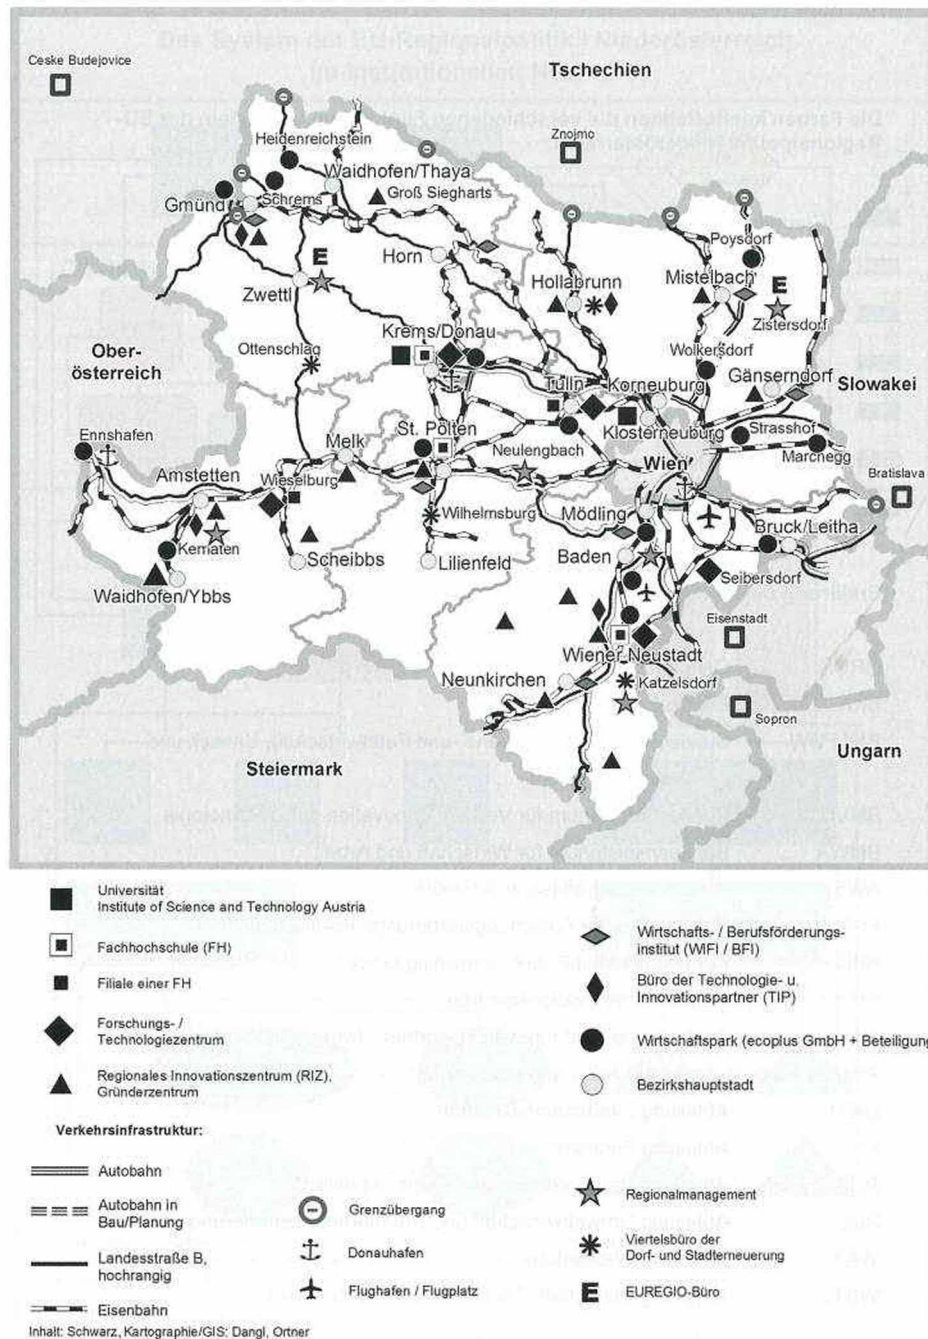 Ceske Budejovice
Tschechien
Znojmo
Heidenreichstein
Waidhofen/Thaya
Groß Siegharts
Gmünd
Schrems
Poysdorf
Horn
Hollabrunn
Mistelbach
E
E
Zwettl
Zistersdorf
Krems/Donau
Ober-
österreich
Ottenschlag
Wolkersdorf
Tulln
Korneuburg
Gänserndorf
Slowakei
Ennshafen
St. Pölten
Klosterneuburg
Strasshof
Melk
Neulengbach
Wien
Marchegg
Amstetten
Wieselburg
Bratislava
Wilhelmsburg
Mödling
Bruck/Leitha
Kematen
Scheibbs
Lilienfeld
Baden
Seibersdorf
Waidhofen/Ybbs
Eisenstadt
Wiener Neustadt
Neunkirchen
Katzelsdorf
Sopron
Steiermark
Ungarn
Universität
Institute of Science and Technology Austria
Fachhochschule (FH)
Filiale einer FH
Forschungs- /
Technologiezentrum
Regionales Innovationszentrum (RIZ),
Gründerzentrum
Wirtschafts- / Berufsförderungs-
institut (WIFI / BFI)
Büro der Technologie- u.
Innovationspartner (TIP)
Wirtschaftspark (ecoplus GmbH + Beteiligung
Bezirkshauptstadt
Verkehrsinfrastruktur:
Autobahn
Autobahn in
Bau/Planung
Landesstraße B,
hochrangig
Eisenbahn
Grenzübergang
Donauhafen
Flughafen / Flugplatz
Regionalmanagement
Viertelsbüro der
Dorf- und Stadterneuerung
E EUREGIO-Büro
Inhalt: Schwarz, Kartographie/GIS: Dangl, Ortner